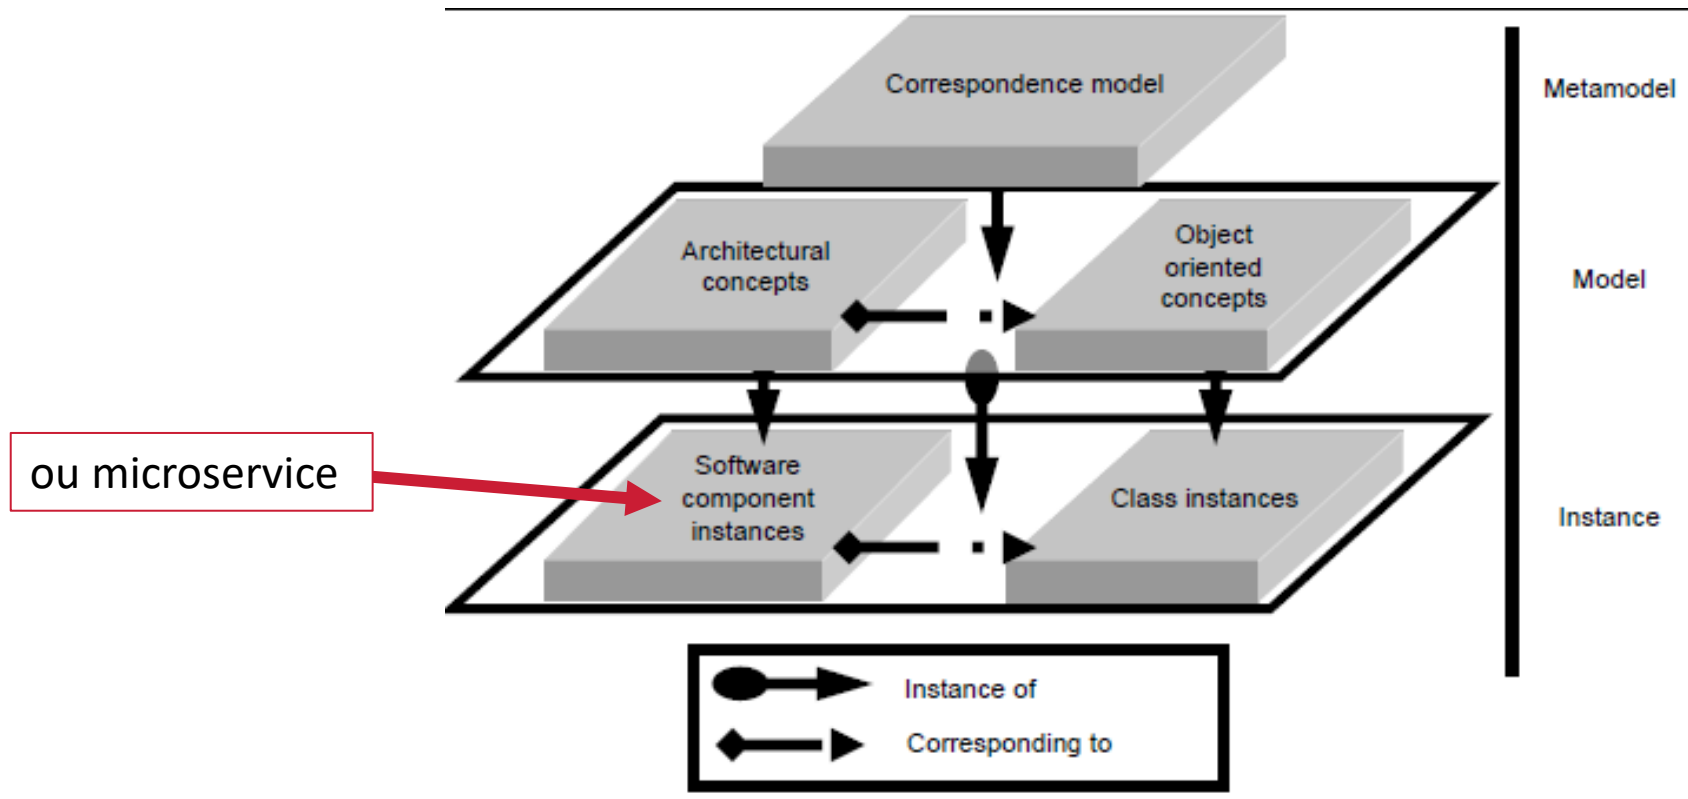 Correspondence model
Metamodel
Architectural
concepts
Object
oriented
concepts
Model
ou microservice
Software
component
instances
Class instances
Instance
Instance of
Corresponding to